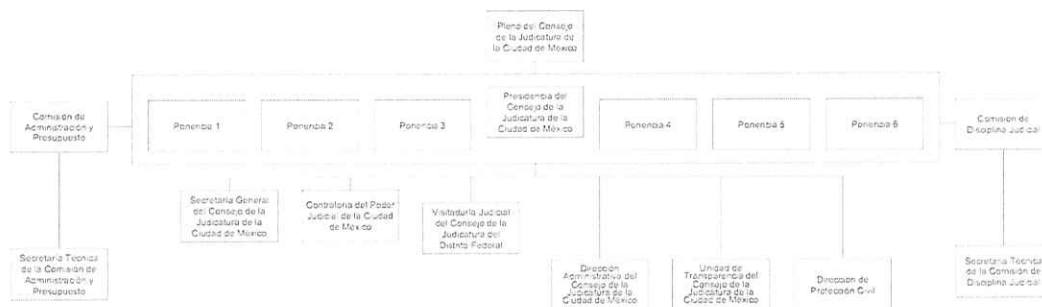 Pleno del Consejo
de la Judicatura de
la Ciudad de México
Comisión de
Administración y
Presupuesto
Ponencia 1
Ponencia 2
Ponencia 3
Presidencia del
Consejo de la
Judicatura de la
Ciudad de México
Ponencia 4
Ponencia 5
Ponencia 6
Comisión de
Disciplina Judicial
Secretaría General
del Consejo de la
Judicatura de la
Ciudad de México
Contraloría del Poder
Judicial de la Ciudad
de México
Visitaduría Judicial
del Consejo de la
Judicatura del
Distrito Federal
Secretaría Técnica
de la Comisión de
Administración y
Presupuesto
Dirección
Administrativa del
Consejo de la
Judicatura de la
Ciudad de México
Unidad de
Transparencia del
Consejo de la
Judicatura de la
Ciudad de México
Dirección de
Protección Civil
Secretaría Técnica
de la Comisión de
Disciplina Judicial